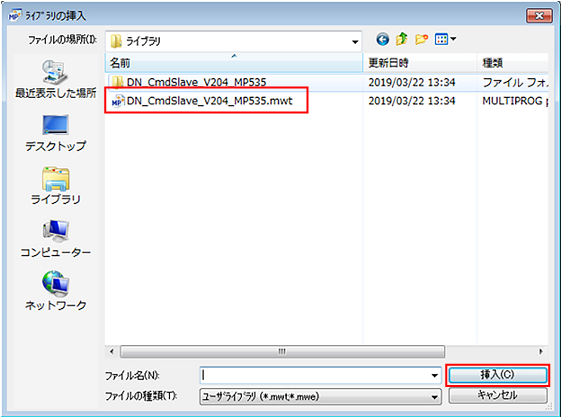 ﾗｲﾌﾞﾗﾘの挿入
ファイルの場所(I):
ライブラリ
名前
更新日時
種類
DN_CmdSlave_V204_MP535
2019/03/22 13:34
ファイル フォ
DN_CmdSlave_V204_MP535.mwt
2019/03/22 13:34
MULTIPROG p
最近表示した場所
デスクトップ
ライブラリ
コンピューター
ネットワーク
ファイル名(N):
挿入(C)
ファイルの種類(T):
ﾕｰｻﾞﾗｲﾌﾞﾗﾘ (*.mwt;*.mwe)
キャンセル